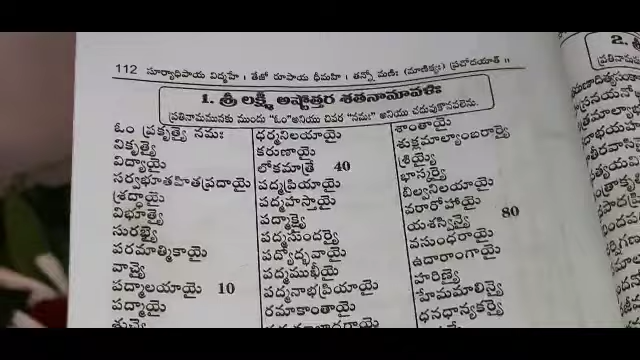 112 సూర్యాధిపాయ విద్మహే । తేజో రూపాయ ధీమహి । తన్నో మణిః (మాణిక్యః) ప్రచోదయాత్ ॥
1. శ్రీ లక్ష్మీ అష్టోత్తర శతనామావళిః
ప్రతినామమునకు ముందు "ఓం"అనియు చివర "నమః" అనియు చదువుకొనవలెను.
ఓం ప్రకృత్యై నమః
వికృత్యై
విద్యాయై
సర్వభూతహితప్రదాయై
శ్రద్ధాయై
విభూత్యై
సురభ్యై
పరమాత్మికాయై
వాచ్యై
పద్మాలయాయై 10
పద్మాయై
శుచ్యై
ధర్మనిలయాయై
కరుణాయై
లోకమాత్రే 40
పద్మప్రియాయై
పద్మహస్తాయై
పద్మాక్ష్యై
పద్మసుందర్యై
పద్మోద్భవాయై
పద్మముఖీయై
పద్మనాభప్రియాయై
రమాకాంతాయై
శాంతాయై
శుక్లమాల్యాంబరార్యై
శ్రియ్యై
భాస్కర్యై
బిల్వనిలయాయై
వరారోహాయై
యశస్విన్యై 80
వసుంధరాయై
ఉదారాంగాయై
హరిణ్యై
హేమమాలిన్యై
ధనధాన్యకర్యై
2. శ్రీ
ప్రతినామము